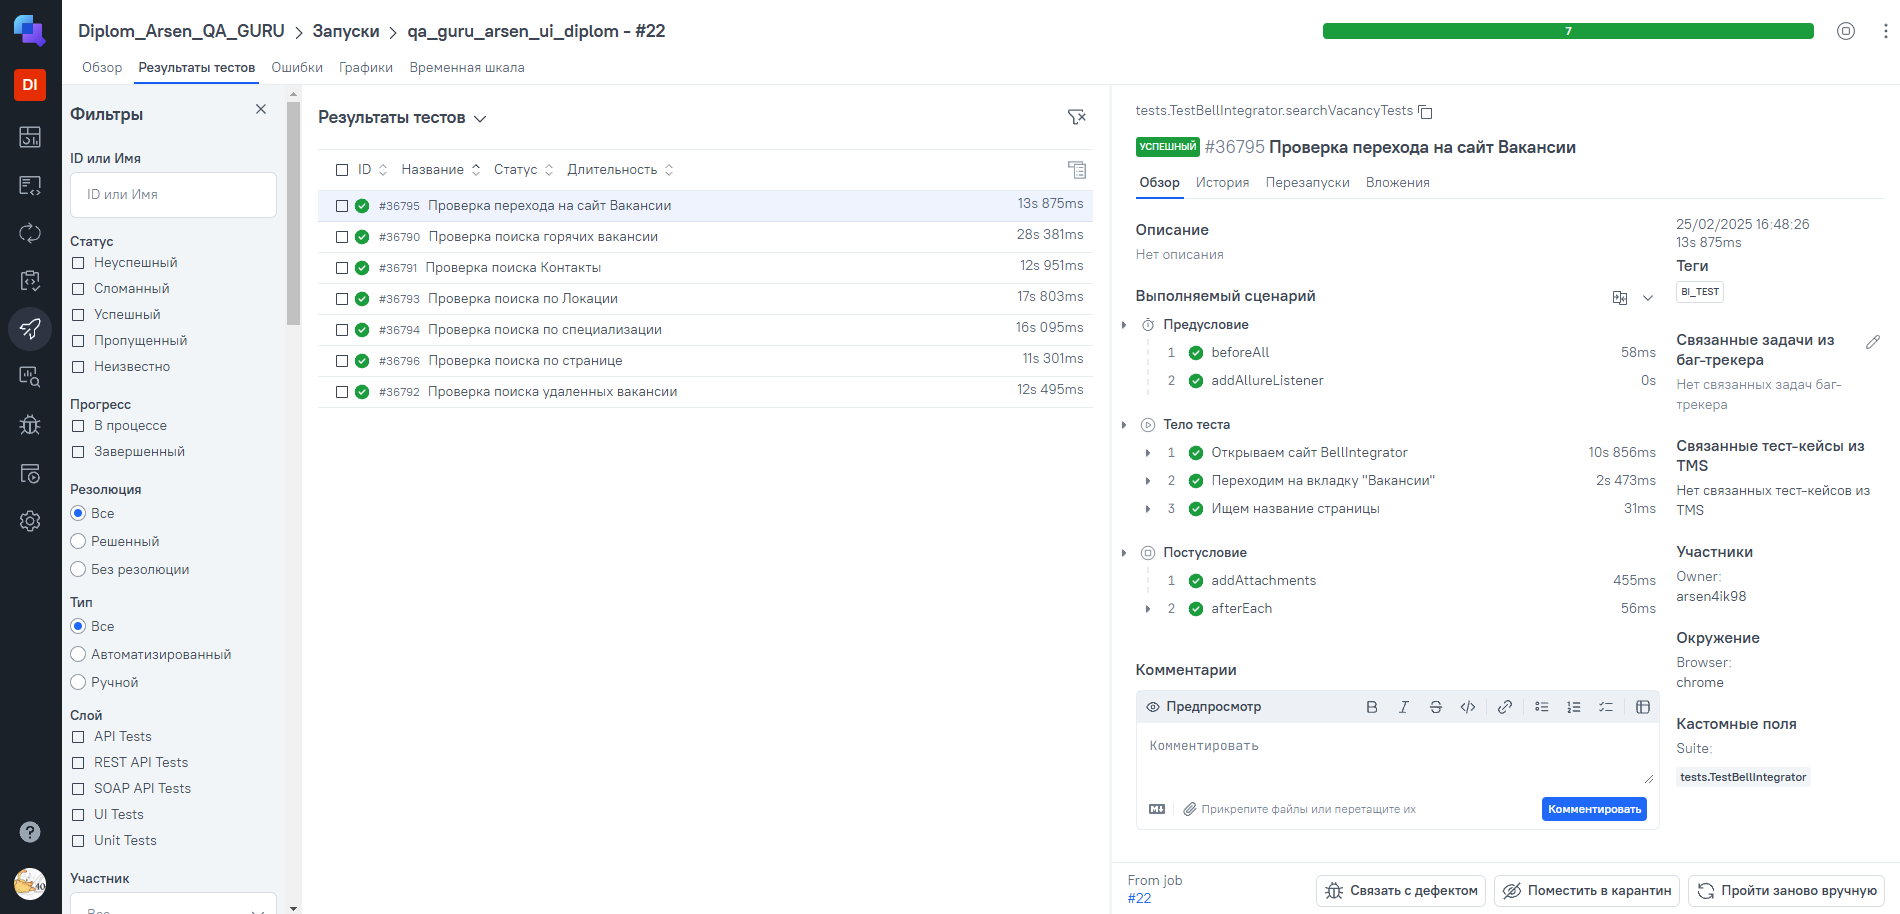 Diplom_Arsen_QA_GURU
Запуски
qa_guru_arsen_ui_diplom - #22
7
DI
Обзор
Результаты тестов
Ошибки
Графики
Временная шкала
Фильтры
ID или Имя
ID или Имя
Статус
Неуспешный
Сломанный
Успешный
Пропущенный
Неизвестно
Прогресс
В процессе
Завершенный
Резолюция
Все
Решенный
Без резолюции
Тип
Все
Автоматизированный
Ручной
Слой
API Tests
REST API Tests
SOAP API Tests
UI Tests
Unit Tests
Участник
Результаты тестов
ID Название Статус Длительность
#36795 Проверка перехода на сайт Вакансии 13s 875ms
#36790 Проверка поиска горячих вакансии 28s 381ms
#36791 Проверка поиска Контакты 12s 951ms
#36793 Проверка поиска по Локации 17s 803ms
#36794 Проверка поиска по специализации 16s 095ms
#36796 Проверка поиска по странице 11s 301ms
#36792 Проверка поиска удаленных вакансии 12s 495ms
tests.TestBellIntegrator.searchVacancyTests
УСПЕШНЫЙ #36795 Проверка перехода на сайт Вакансии
Обзор
История
Перезапуски
Вложения
Описание
Нет описания
Выполняемый сценарий
Предусловие
1 beforeAll 58ms
2 addAllureListener 0s
Тело теста
1 Открываем сайт BellIntegrator 10s 856ms
2 Переходим на вкладку "Вакансии" 2s 473ms
3 Ищем название страницы 31ms
Постусловие
1 addAttachments 455ms
2 afterEach 56ms
Комментарии
Предпросмотр
Комментировать
Прикрепите файлы или перетащите их
Комментировать
25/02/2025 16:48:26
13s 875ms
Теги
BI_TEST
Связанные задачи из
баг-трекера
Нет связанных задач баг-
трекера
Связанные тест-кейсы из
TMS
Нет связанных тест-кейсов из
TMS
Участники
Owner:
arsen4ik98
Окружение
Browser:
chrome
Кастомные поля
Suite:
tests.TestBellIntegrator
From job
#22
Связать с дефектом
Поместить в карантин
Пройти заново вручную